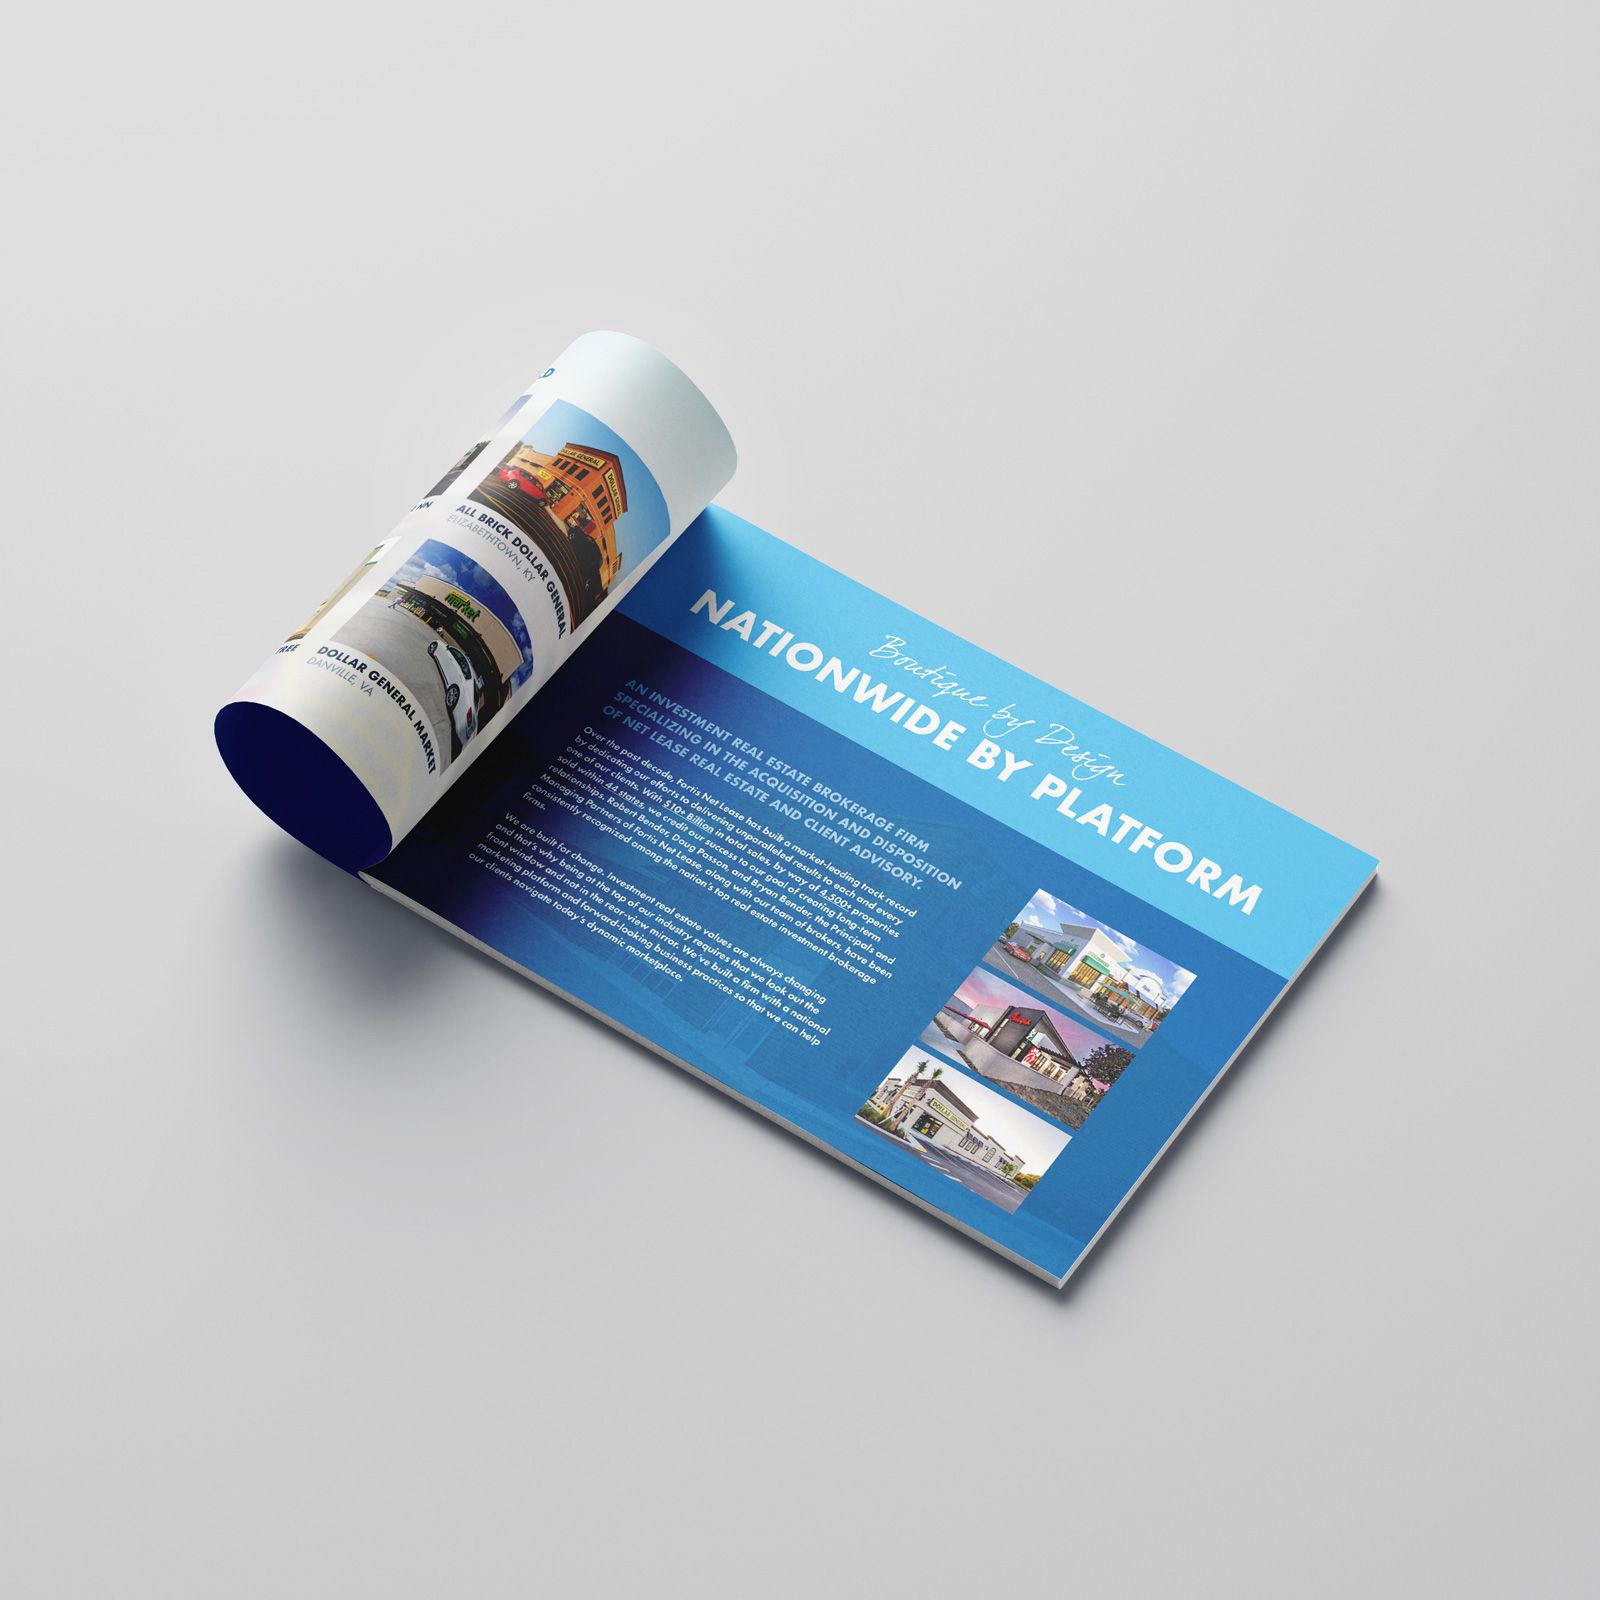 LD
NN
ALL BRICK DOLLAR GENERAL
ELIZABETHTOWN, KY
DOLLAR GENERAL
DOLLAR GENERAL
TREE
DOLLAR GENERAL MARKET
DANVILLE, VA
market
Boutique by Design
NATIONWIDE BY PLATFORM
AN INVESTMENT REAL ESTATE BROKERAGE FIRM
SPECIALIZING IN THE ACQUISITION AND DISPOSITION
OF NET LEASE REAL ESTATE AND CLIENT ADVISORY.
Over the past decade, Fortis Net Lease has built a market-leading track record
by dedicating our efforts to delivering unparalleled results to each and every
one of our clients. With $10+ Billion in total sales, by way of 4,500+ properties
sold within 44 states, we credit our success to our goal of creating long-term
relationships. Robert Bender, Doug Passon, and Bryan Bender, the Principals and
Managing Partners of Fortis Net Lease, along with our team of brokers, have been
consistently recognized among the nation's top real estate investment brokerage
firms.
We are built for change. Investment real estate values are always changing
and that's why being at the top of our industry requires that we look out the
front window and not in the rear-view mirror. We've built a firm with a national
marketing platform and forward-looking business practices so that we can help
our clients navigate today's dynamic marketplace.
DOLLAR GENERAL